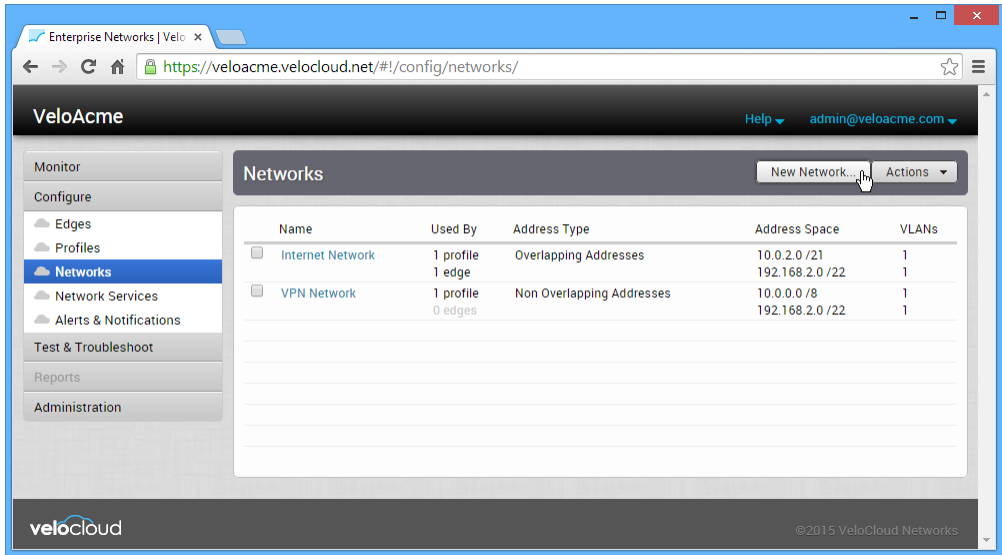 Enterprise Networks | Velo
https://veloacme.velocloud.net/#!/config/networks/
VeloAcme
Help
admin@veloacme.com
Monitor
Configure
Edges
Profiles
Networks
Network Services
Alerts & Notifications
Test & Troubleshoot
Reports
Administration
Networks
New Network...
Actions
Name Used By Address Type Address Space VLANs
Internet Network 1 profile Overlapping Addresses 10.0.2.0 /21 1
1 edge 192.168.2.0 /22 1
VPN Network 1 profile Non Overlapping Addresses 10.0.0.0 /8 1
0 edges 192.168.2.0 /22 1
velocloud
©2015 VeloCloud Networks